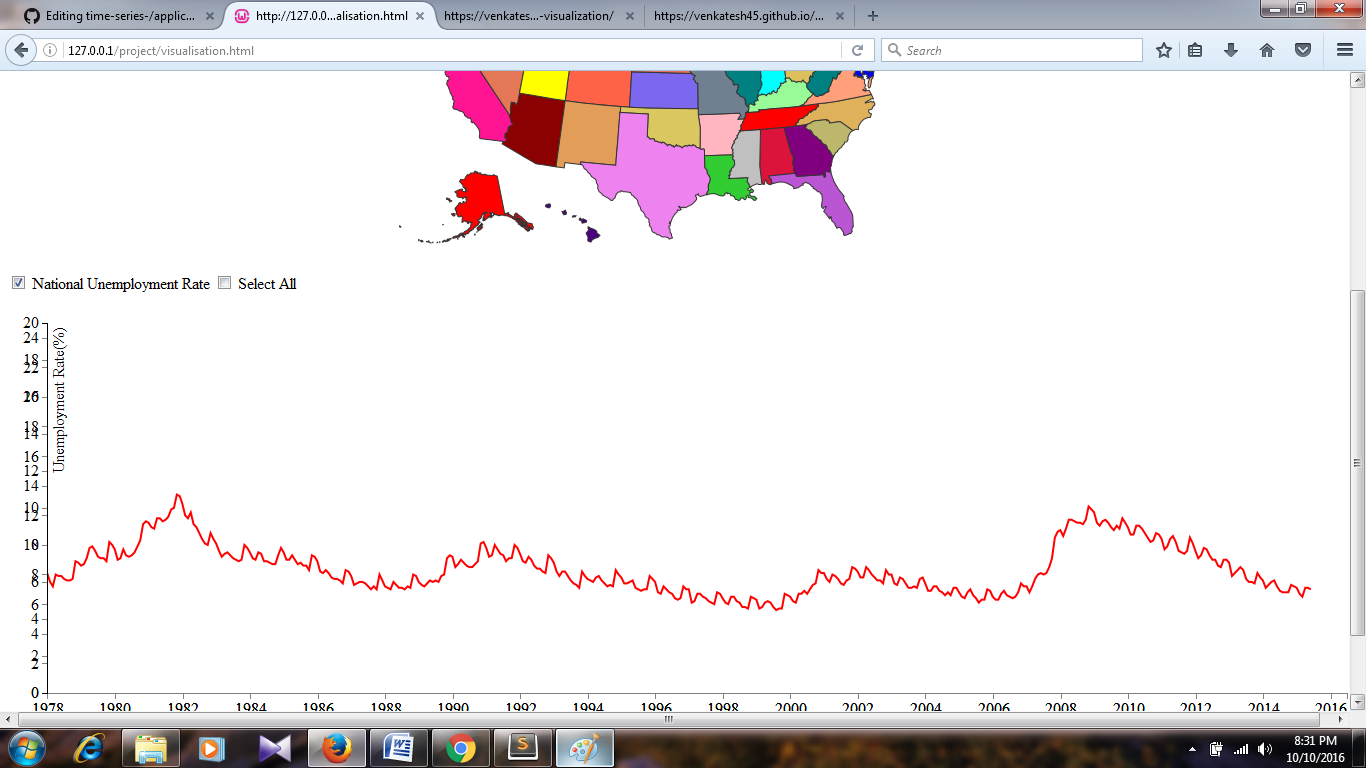 Editing time-series-/applic...
http://127.0.0...alisation.html
https://venkates...-visualization/
https://venkatesh45.github.io/...
127.0.0.1/project/visualisation.html
Search
National Unemployment Rate Select All
Unemployment Rate(%)
20
24
18
22
20
18
14
16
12
14
10
12
10
8
6
6
4
4
2
2
0
1978 1980 1982 1984 1986 1988 1990 1992 1994 1996 1998 2000 2002 2004 2006 2008 2010 2012 2014 2016
8:31 PM
10/10/2016